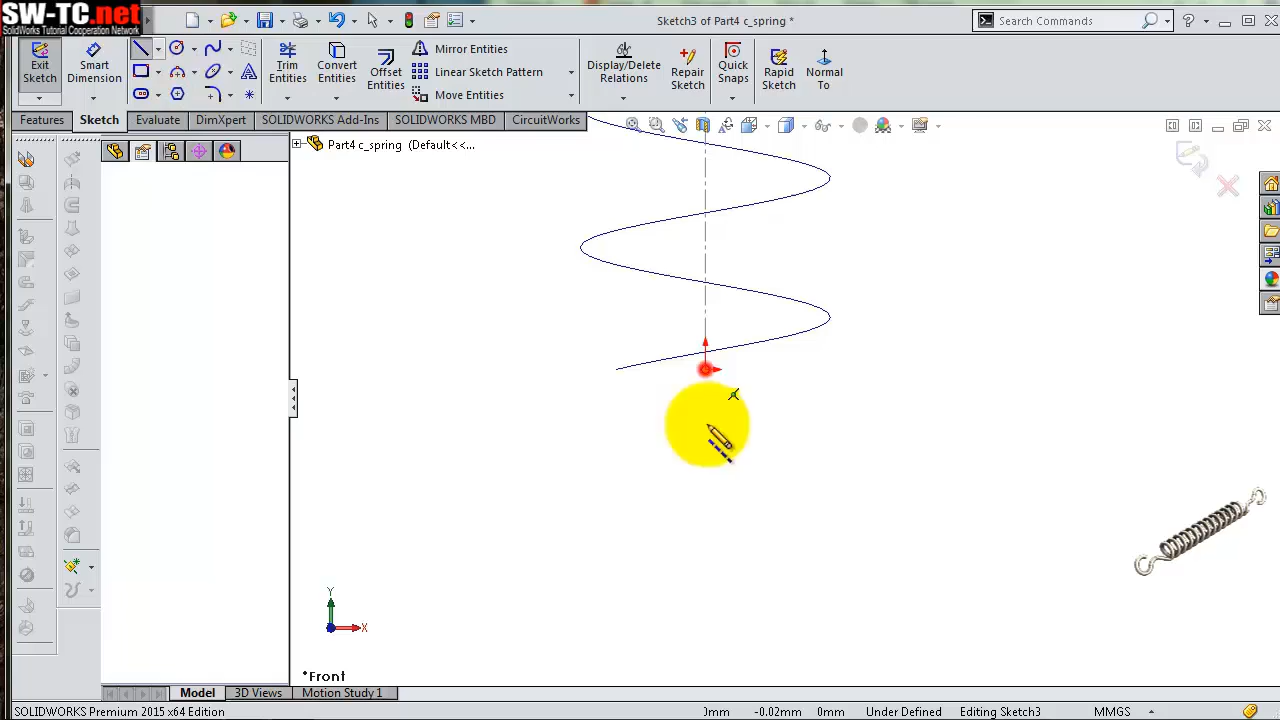 SW-TC.net
SolidWorks Tutorial Cooperation Network
Sketch3 of Part4 c_spring *
Search Commands
Exit Sketch
Smart Dimension
Trim Entities
Convert Entities
Offset Entities
Mirror Entities
Linear Sketch Pattern
Move Entities
Display/Delete Relations
Repair Sketch
Quick Snaps
Rapid Sketch
Normal To
Features
Sketch
Evaluate
DimXpert
SOLIDWORKS Add-Ins
SOLIDWORKS MBD
CircuitWorks
Part4 c_spring (Default<<...
Y
X
*Front
Model
3D Views
Motion Study 1
SOLIDWORKS Premium 2015 x64 Edition
-0.02mm
0mm
Under Defined
Editing Sketch3
MMGS